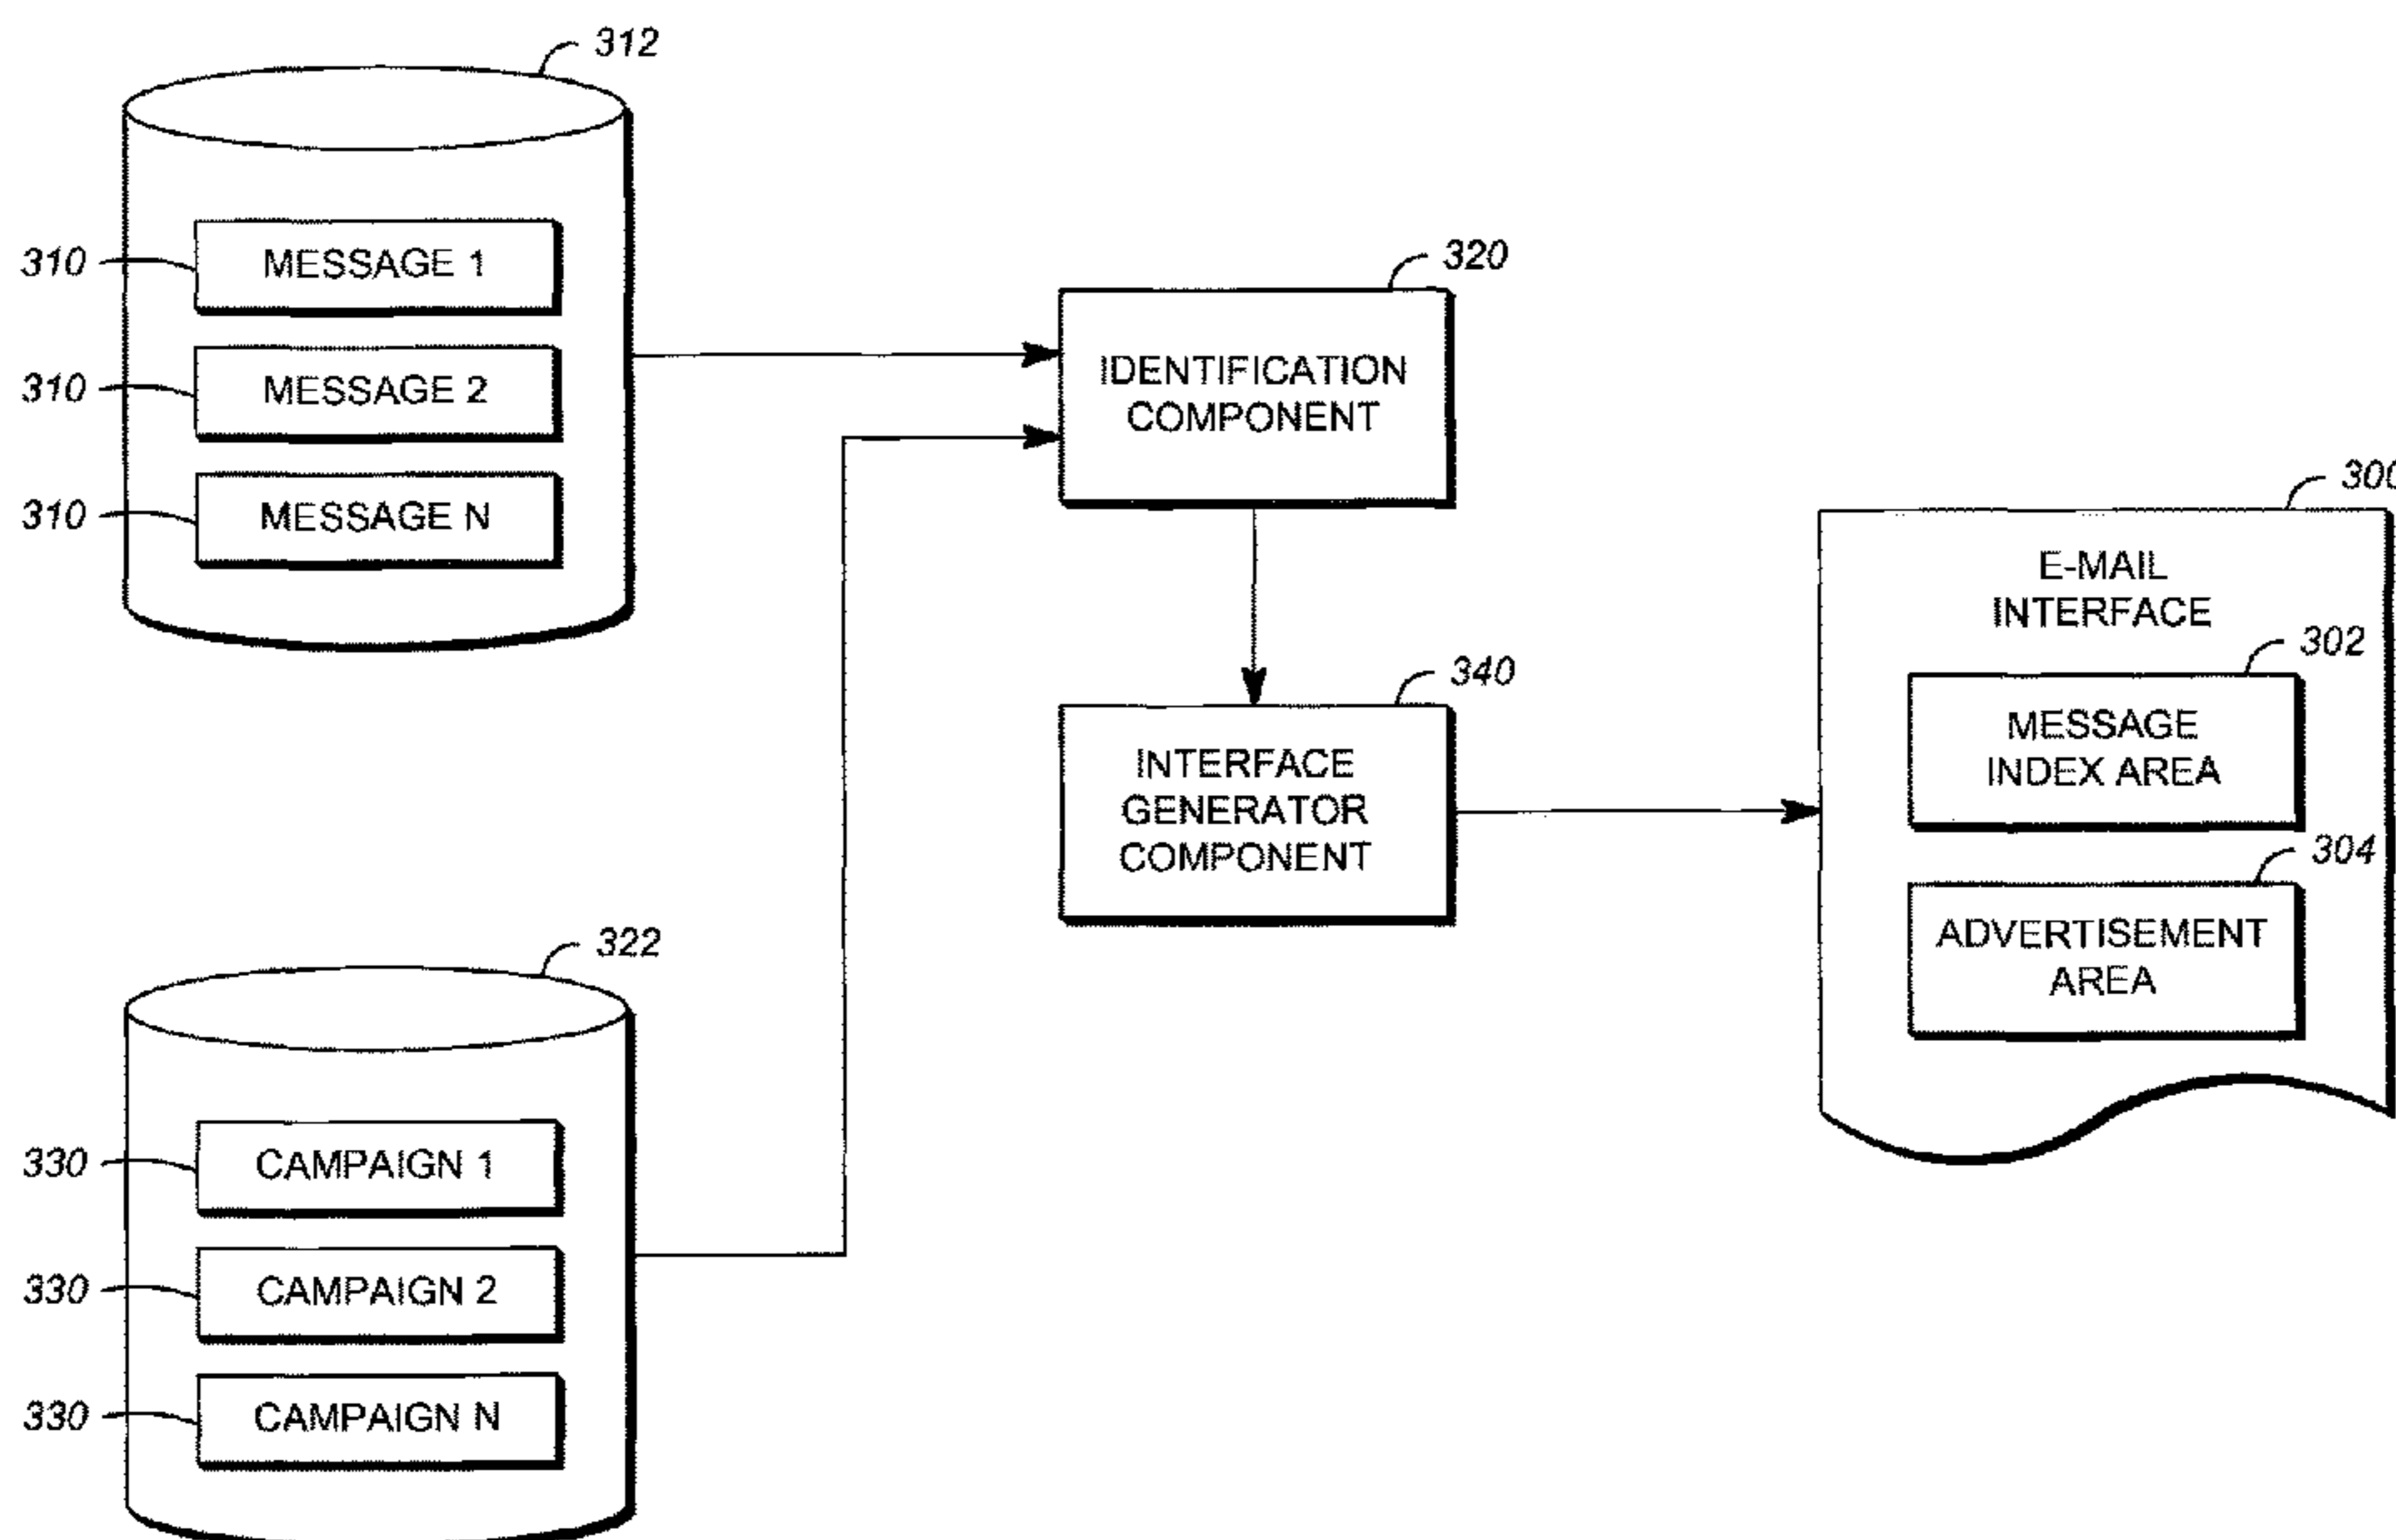 312
310
MESSAGE 1
310
MESSAGE 2
310
MESSAGE N
320
IDENTIFICATION
COMPONENT
340
INTERFACE
GENERATOR
COMPONENT
300
E-MAIL
INTERFACE
302
MESSAGE
INDEX AREA
304
ADVERTISEMENT
AREA
322
330
CAMPAIGN 1
330
CAMPAIGN 2
330
CAMPAIGN N